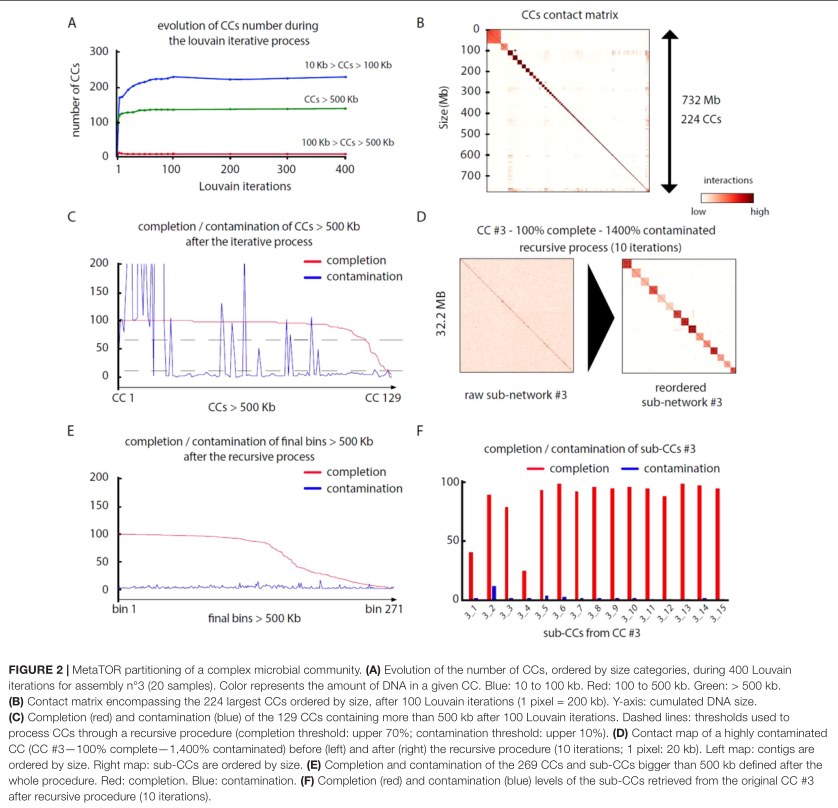 A
evolution of CCs number during
the louvain iterative process
number of CCs
300
200
100
0
10 Kb > CCs > 100 Kb
CCs > 500 Kb
100 Kb > CCs > 500 Kb
1 100 200 300 400
Louvain iterations
B
CCs contact matrix
Size (Mb)
0
100
200
300
400
500
600
700
732 Mb
224 CCs
interactions
low high
C
completion / contamination of CCs > 500 Kb
after the iterative process
completion
contamination
200
150
100
50
0
CC 1 CC 129
CCs > 500 Kb
D
CC #3 - 100% complete - 1400% contaminated
recursive process (10 iterations)
32.2 MB
raw sub-network #3
reordered
sub-network #3
E
completion / contamination of final bins > 500 Kb
after the recursive process
completion
contamination
200
150
100
50
0
bin 1 bin 271
final bins > 500 Kb
F
completion / contamination of sub-CCs #3
completion contamination
100
50
0
3_1 3_2 3_3 3_4 3_5 3_6 3_7 3_8 3_9 3_10 3_11 3_12 3_13 3_14 3_15
sub-CCs from CC #3
FIGURE 2 | MetaTOR partitioning of a complex microbial community. (A) Evolution of the number of CCs, ordered by size categories, during 400 Louvain
iterations for assembly n°3 (20 samples). Color represents the amount of DNA in a given CC. Blue: 10 to 100 kb. Red: 100 to 500 kb. Green: > 500 kb.
(B) Contact matrix encompassing the 224 largest CCs ordered by size, after 100 Louvain iterations (1 pixel = 200 kb). Y-axis: cumulated DNA size.
(C) Completion (red) and contamination (blue) of the 129 CCs containing more than 500 kb after 100 Louvain iterations. Dashed lines: thresholds used to
process CCs through a recursive procedure (completion threshold: upper 70%; contamination threshold: upper 10%). (D) Contact map of a highly contaminated
CC (CC #3—100% complete—1,400% contaminated) before (left) and after (right) the recursive procedure (10 iterations; 1 pixel: 20 kb). Left map: contigs are
ordered by size. Right map: sub-CCs are ordered by size. (E) Completion and contamination of the 269 CCs and sub-CCs bigger than 500 kb defined after the
whole procedure. Red: completion. Blue: contamination. (F) Completion (red) and contamination (blue) levels of the sub-CCs retrieved from the original CC #3
after recursive procedure (10 iterations).